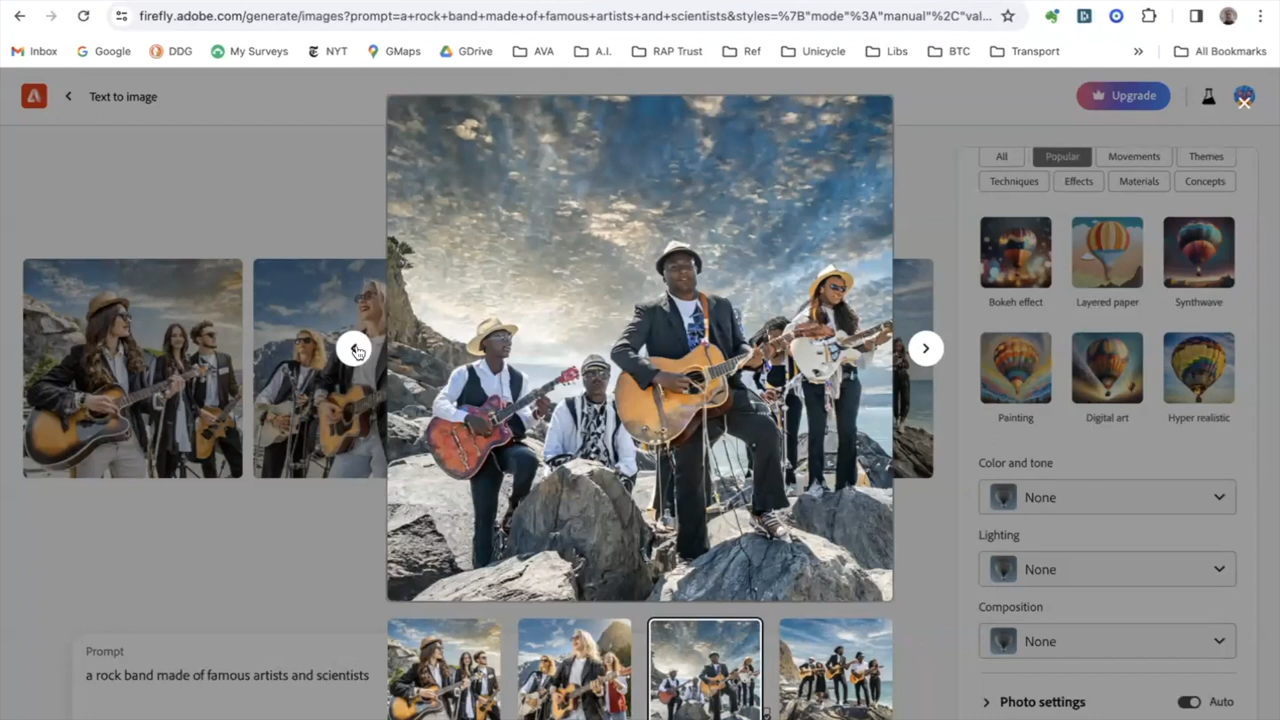 firefly.adobe.com/generate/images?prompt=a+rock+band+made+of+famous+artists+and+scientists&styles=%7B"mode"%3A"manual"%2C"val...
Inbox Google DDG My Surveys NYT GMaps GDrive AVA A.I. RAP Trust Ref Unicycle Libs BTC Transport » All Bookmarks
Text to image
Upgrade
All Popular Movements Themes
Techniques Effects Materials Concepts
Bokeh effect Layered paper Synthwave
Painting Digital art Hyper realistic
Color and tone
None
Lighting
None
Composition
None
Prompt
a rock band made of famous artists and scientists
Photo settings Auto